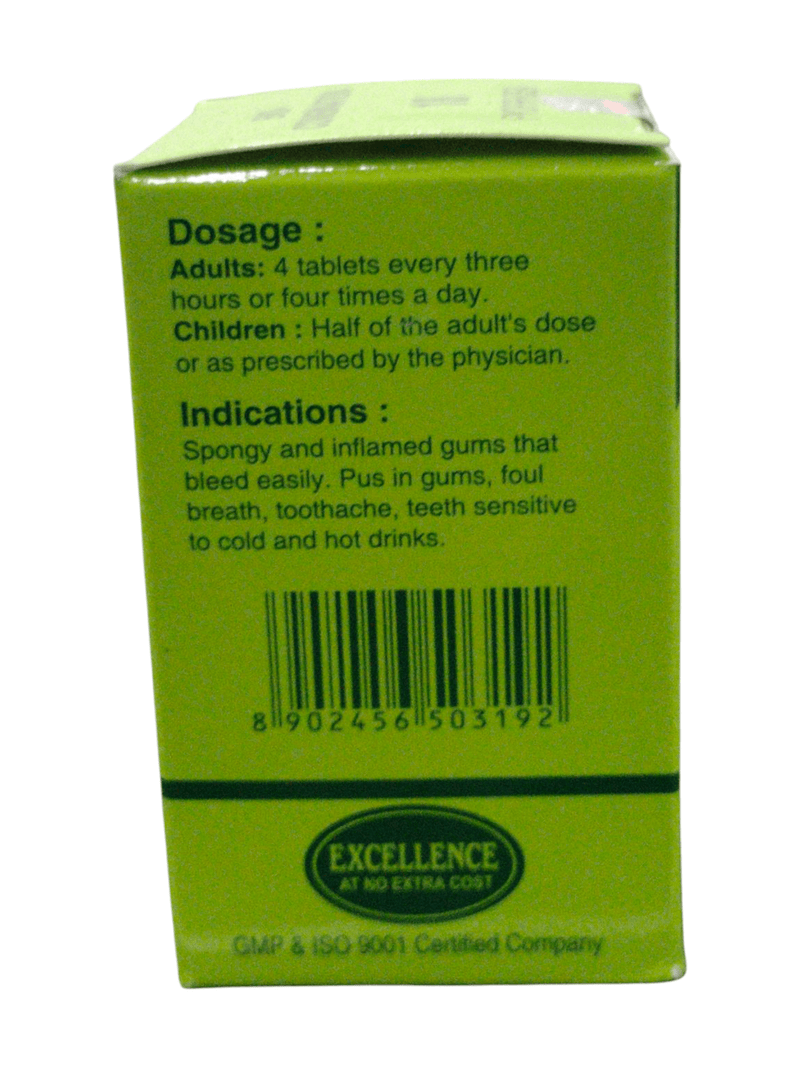 Dosage :
Adults: 4 tablets every three
hours or four times a day.
Children : Half of the adult's dose
or as prescribed by the physician.
Indications :
Spongy and inflamed gums that
bleed easily. Pus in gums, foul
breath, toothache, teeth sensitive
to cold and hot drinks.
8 902456 503192
EXCELLENCE
AT NO EXTRA COST
GMP & ISO 9001 Certified Company